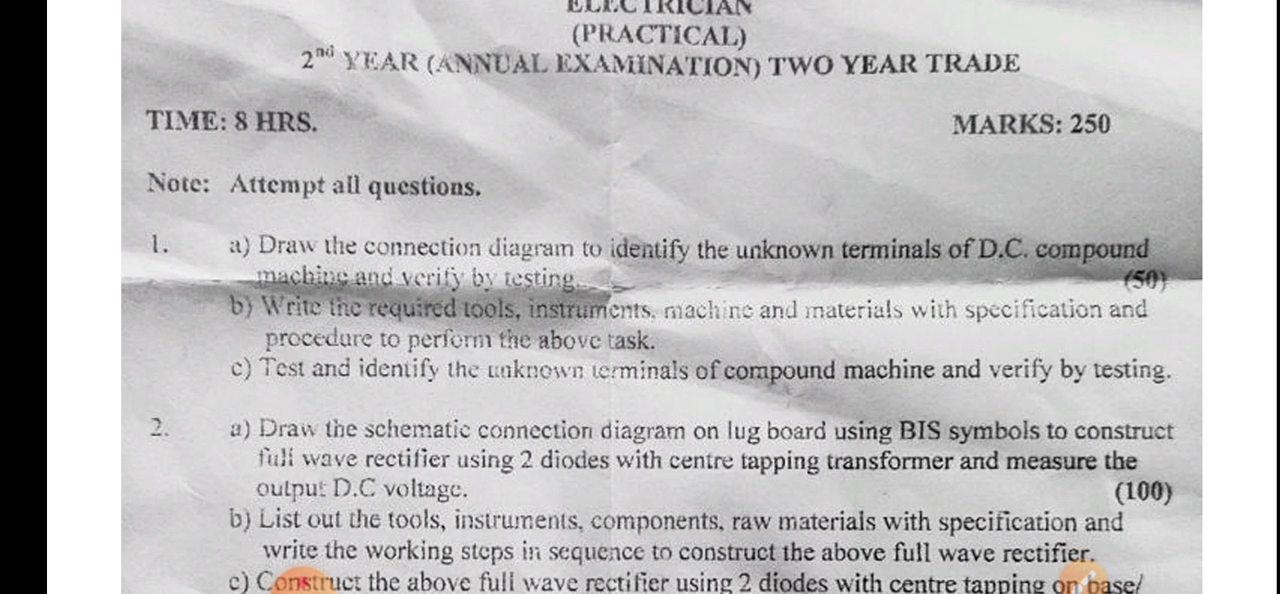 ELECTRICIAN
(PRACTICAL)
2nd YEAR (ANNUAL EXAMINATION) TWO YEAR TRADE
TIME: 8 HRS. MARKS: 250
Note: Attempt all questions.
1. a) Draw the connection diagram to identify the unknown terminals of D.C. compound
machine and verify by testing. (50)
b) Write the required tools, instruments, machine and materials with specification and
procedure to perform the above task.
c) Test and identify the unknown terminals of compound machine and verify by testing.
2. a) Draw the schematic connection diagram on lug board using BIS symbols to construct
full wave rectifier using 2 diodes with centre tapping transformer and measure the
output D.C voltage. (100)
b) List out the tools, instruments, components, raw materials with specification and
write the working steps in sequence to construct the above full wave rectifier.
c) Construct the above full wave rectifier using 2 diodes with centre tapping on base/